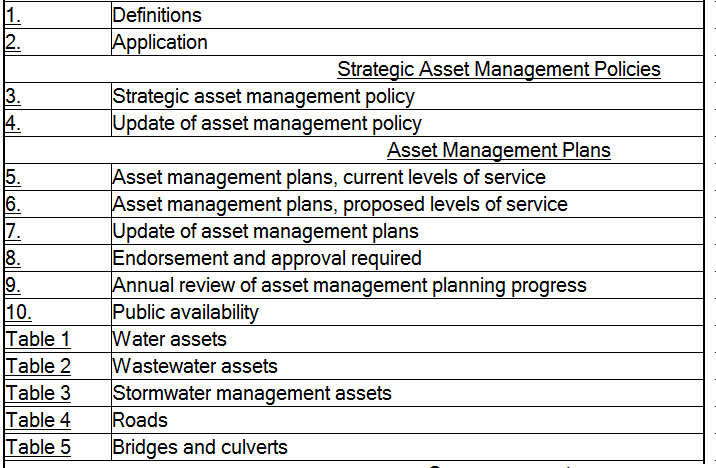 1. Definitions
2. Application
Strategic Asset Management Policies
3. Strategic asset management policy
4. Update of asset management policy
Asset Management Plans
5. Asset management plans, current levels of service
6. Asset management plans, proposed levels of service
7. Update of asset management plans
8. Endorsement and approval required
9. Annual review of asset management planning progress
10. Public availability
Table 1 Water assets
Table 2 Wastewater assets
Table 3 Stormwater management assets
Table 4 Roads
Table 5 Bridges and culverts